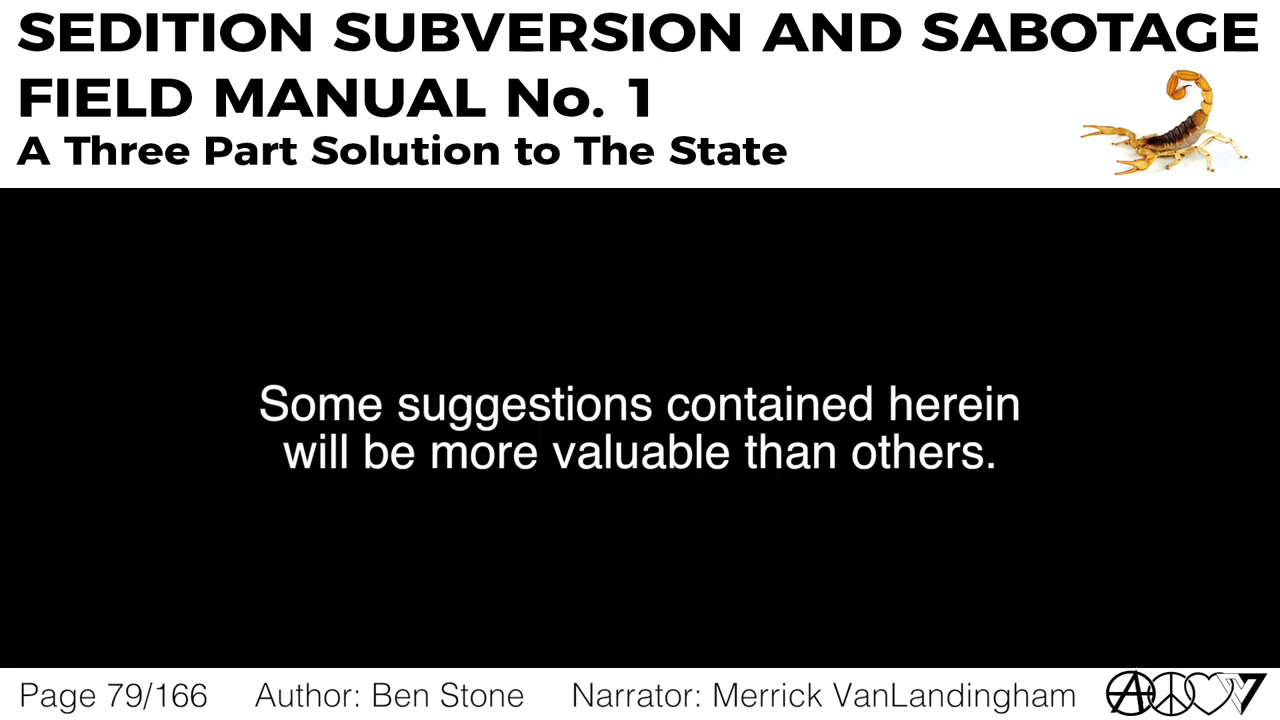 SEDITION SUBVERSION AND SABOTAGE
FIELD MANUAL No. 1
A Three Part Solution to The State
Some suggestions contained herein
will be more valuable than others.
Page 79/166 Author: Ben Stone Narrator: Merrick VanLandingham